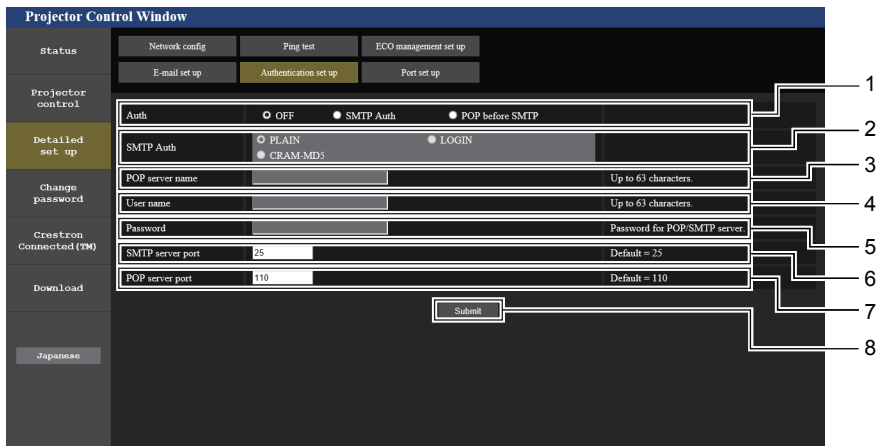 Projector Control Window
Status
Network config
Ping test
ECO management set up
E-mail set up
Authentication set up
Port set up
Projector control
Detailed set up
Change password
Crestron Connected(TM)
Download
Japanese
Auth
OFF
SMTP Auth
POP before SMTP
1
SMTP Auth
PLAIN
LOGIN
CRAM-MD5
2
POP server name
Up to 63 characters.
3
User name
Up to 63 characters.
4
Password
Password for POP/SMTP server.
5
SMTP server port
25
Default = 25
6
POP server port
110
Default = 110
7
Submit
8